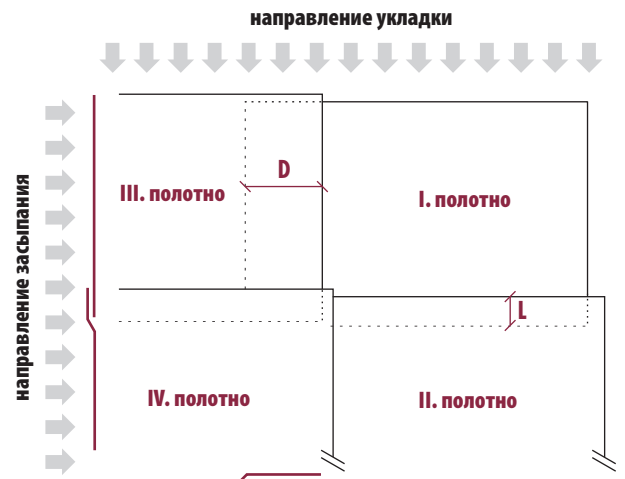 направление укладки
направление засыпания
D
III. полотно
I. полотно
L
IV. полотно
II. полотно